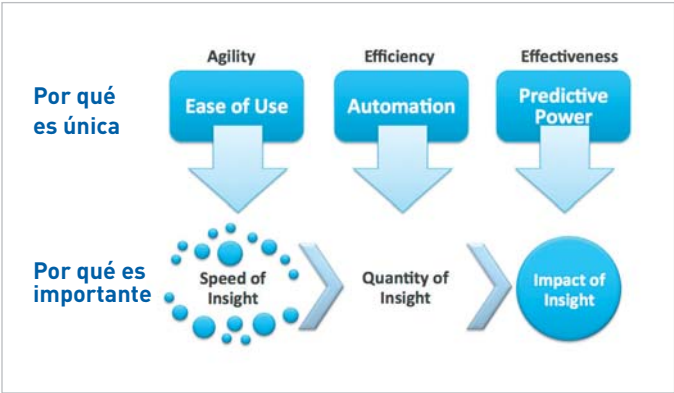 Agility
Efficiency
Effectiveness
Por qué
es única
Ease of Use
Automation
Predictive
Power
Por qué es
importante
Speed of
Insight
Quantity of
Insight
Impact of
Insight